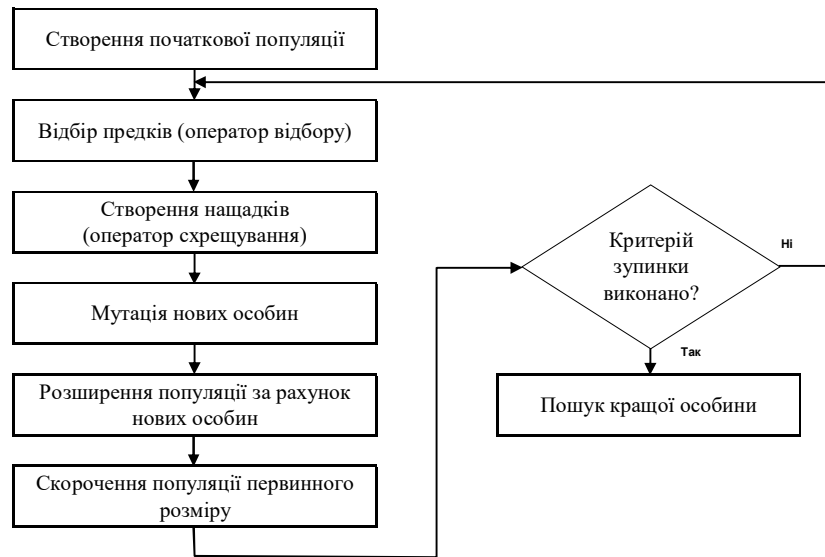 Створення початкової популяції
Відбір предків (оператор відбору)
Створення нащадків
(оператор схрещування)
Мутація нових особин
Розширення популяції за рахунок
нових особин
Скорочення популяції первинного
розміру
Критерій
зупинки
виконано?
Ні
Так
Пошук кращої особини